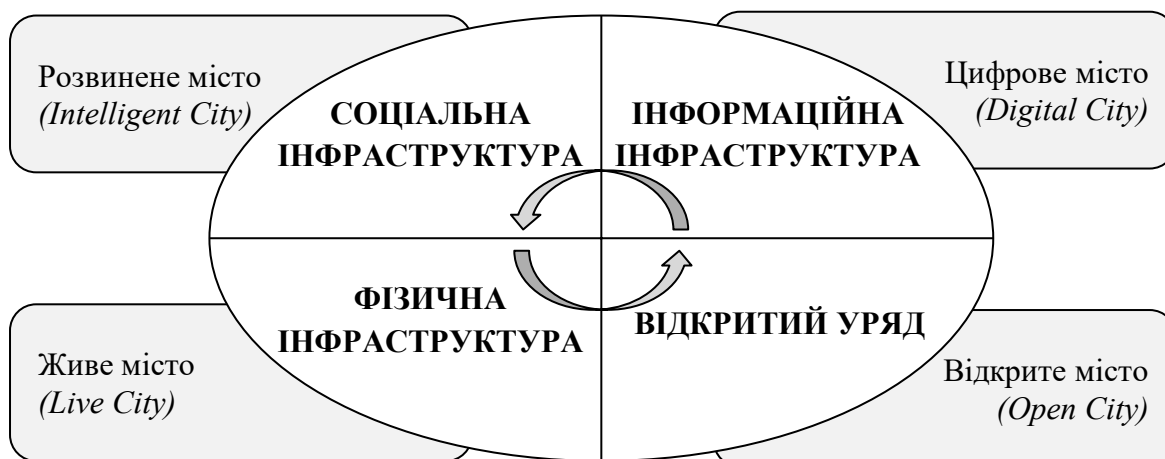 Розвинене місто
(Intelligent City)
СОЦІАЛЬНА
ІНФРАСТРУКТУРА
ІНФОРМАЦІЙНА
ІНФРАСТРУКТУРА
Цифрове місто
(Digital City)
Живе місто
(Live City)
ФІЗИЧНА
ІНФРАСТРУКТУРА
ВІДКРИТИЙ УРЯД
Відкрите місто
(Open City)